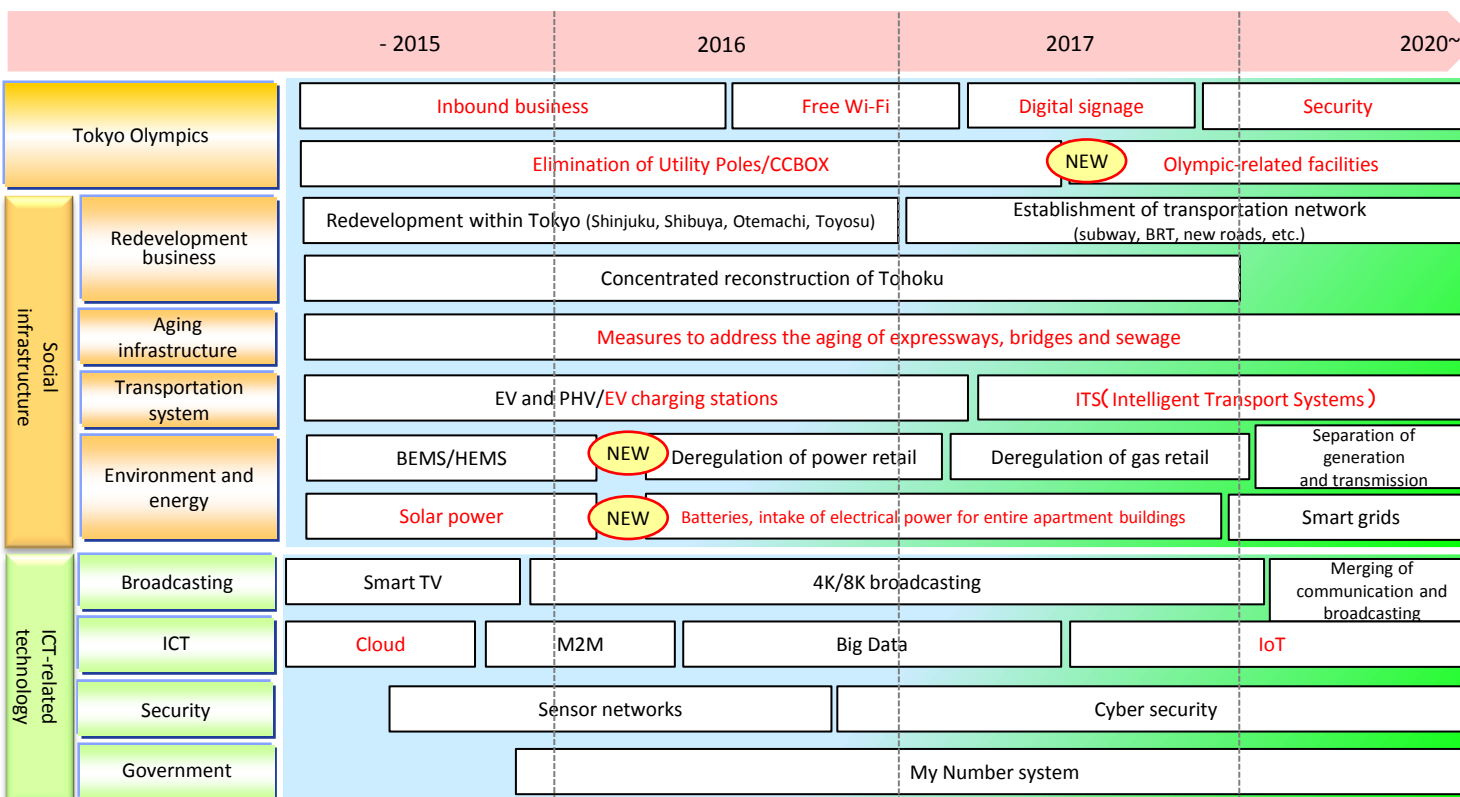 - 2015
2016
2017
2020~
Tokyo Olympics
Inbound business
Free Wi-Fi
Digital signage
Security
Elimination of Utility Poles/CCBOX
NEW
Olympic-related facilities
Social
infrastructure
Redevelopment
business
Redevelopment within Tokyo (Shinjuku, Shibuya, Otemachi, Toyosu)
Establishment of transportation network
(subway, BRT, new roads, etc.)
Concentrated reconstruction of Tohoku
Aging
infrastructure
Measures to address the aging of expressways, bridges and sewage
Transportation
system
EV and PHV/EV charging stations
ITS(Intelligent Transport Systems)
Environment and
energy
BEMS/HEMS
NEW
Deregulation of power retail
Deregulation of gas retail
Separation of
generation
and transmission
Solar power
NEW
Batteries, intake of electrical power for entire apartment buildings
Smart grids
ICT-related
technology
Broadcasting
Smart TV
4K/8K broadcasting
Merging of
communication and
broadcasting
ICT
Cloud
M2M
Big Data
IoT
Security
Sensor networks
Cyber security
Government
My Number system